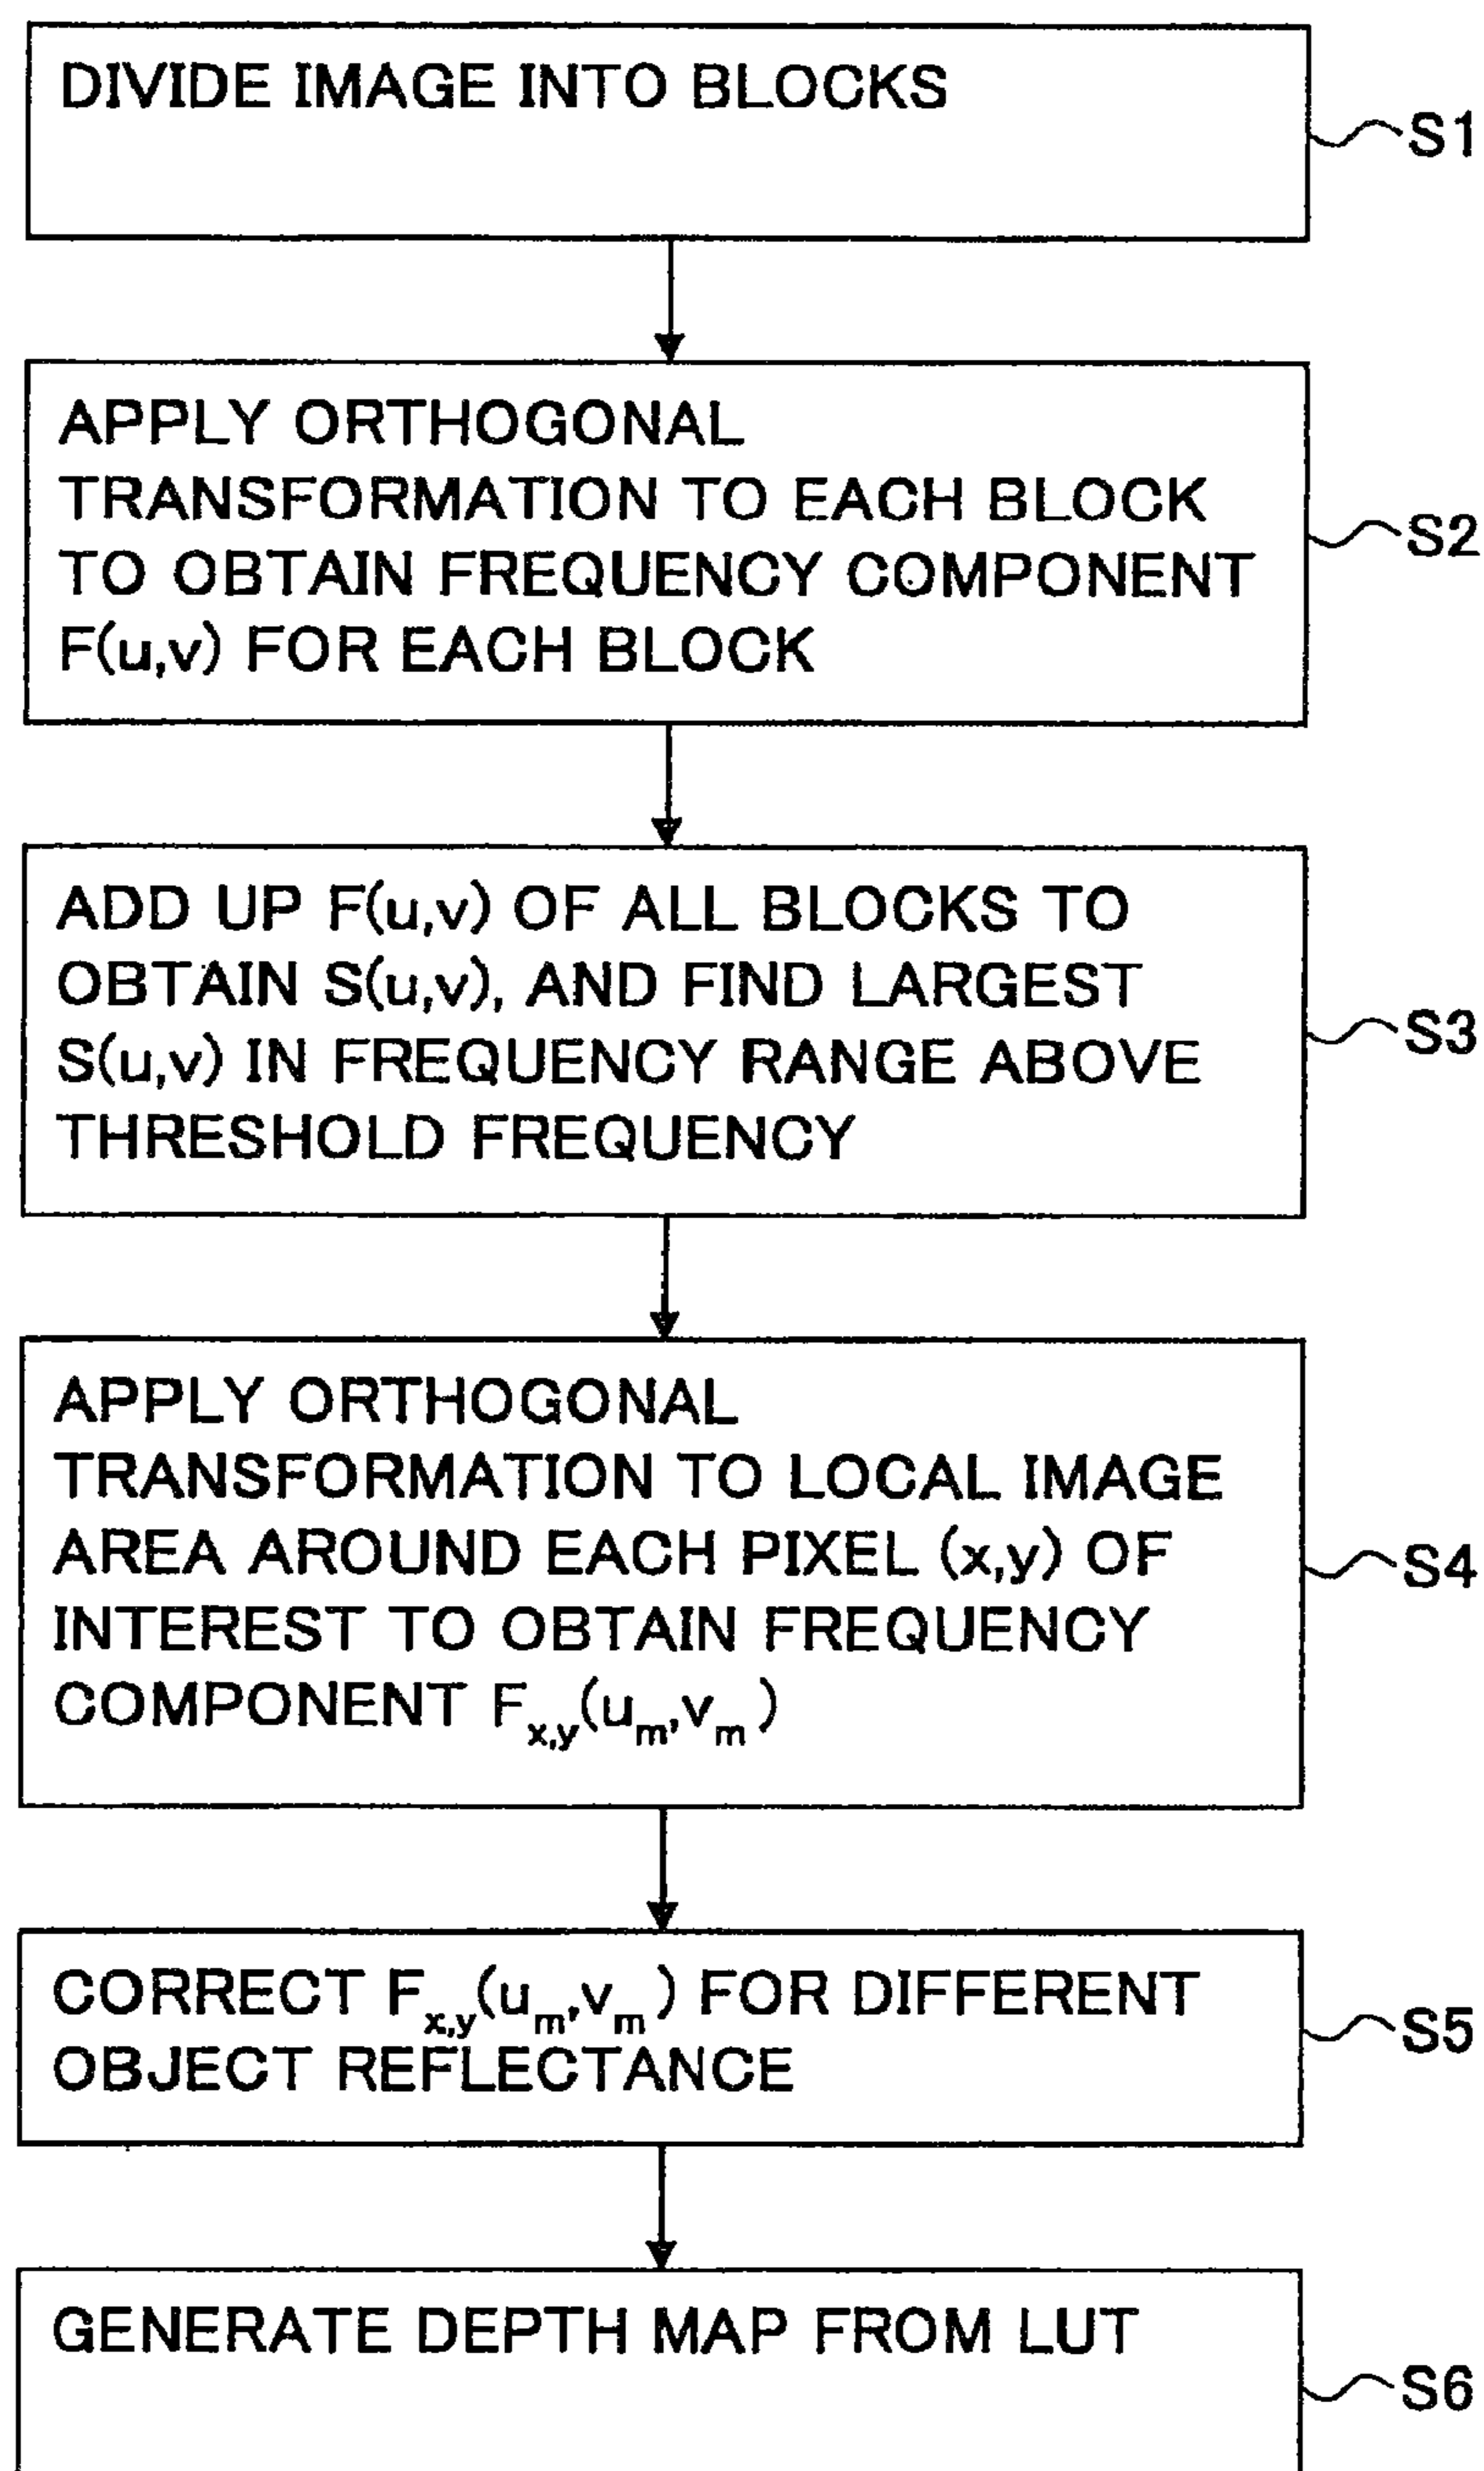 DIVIDE IMAGE INTO BLOCKS
S1
APPLY ORTHOGONAL
TRANSFORMATION TO EACH BLOCK
TO OBTAIN FREQUENCY COMPONENT
F(u,v) FOR EACH BLOCK
S2
ADD UP F(u,v) OF ALL BLOCKS TO
OBTAIN S(u,v), AND FIND LARGEST
S(u,v) IN FREQUENCY RANGE ABOVE
THRESHOLD FREQUENCY
S3
APPLY ORTHOGONAL
TRANSFORMATION TO LOCAL IMAGE
AREA AROUND EACH PIXEL (x,y) OF
INTEREST TO OBTAIN FREQUENCY
COMPONENT Fx,y(um,vm)
S4
CORRECT Fx,y(um,vm) FOR DIFFERENT
OBJECT REFLECTANCE
S5
GENERATE DEPTH MAP FROM LUT
S6